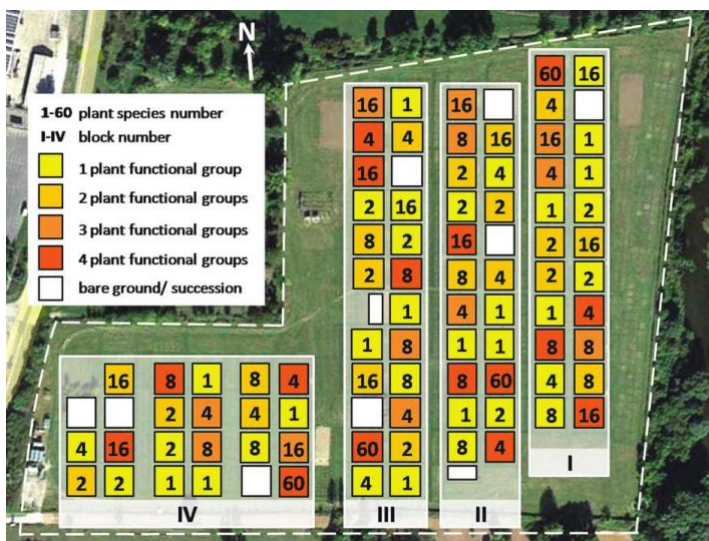 N
1-60 plant species number
I-IV block number
1 plant functional group
2 plant functional groups
3 plant functional groups
4 plant functional groups
bare ground/ succession
60 16
4
16 1
4 1
1 2
2 16
2 2
1 4
8 8
4 8
8 16
I
16
8 16
2 4
2 2
16
8 4
4 1
1 1
8 60
1 2
8 4
II
16 1
4 4
16
2 16
8 2
2 8
1
1 8
16 8
4
60 2
4 1
III
16 8 1 8 4
2 4 4 1
4 16 2 8 8 16
2 2 1 1 60
IV